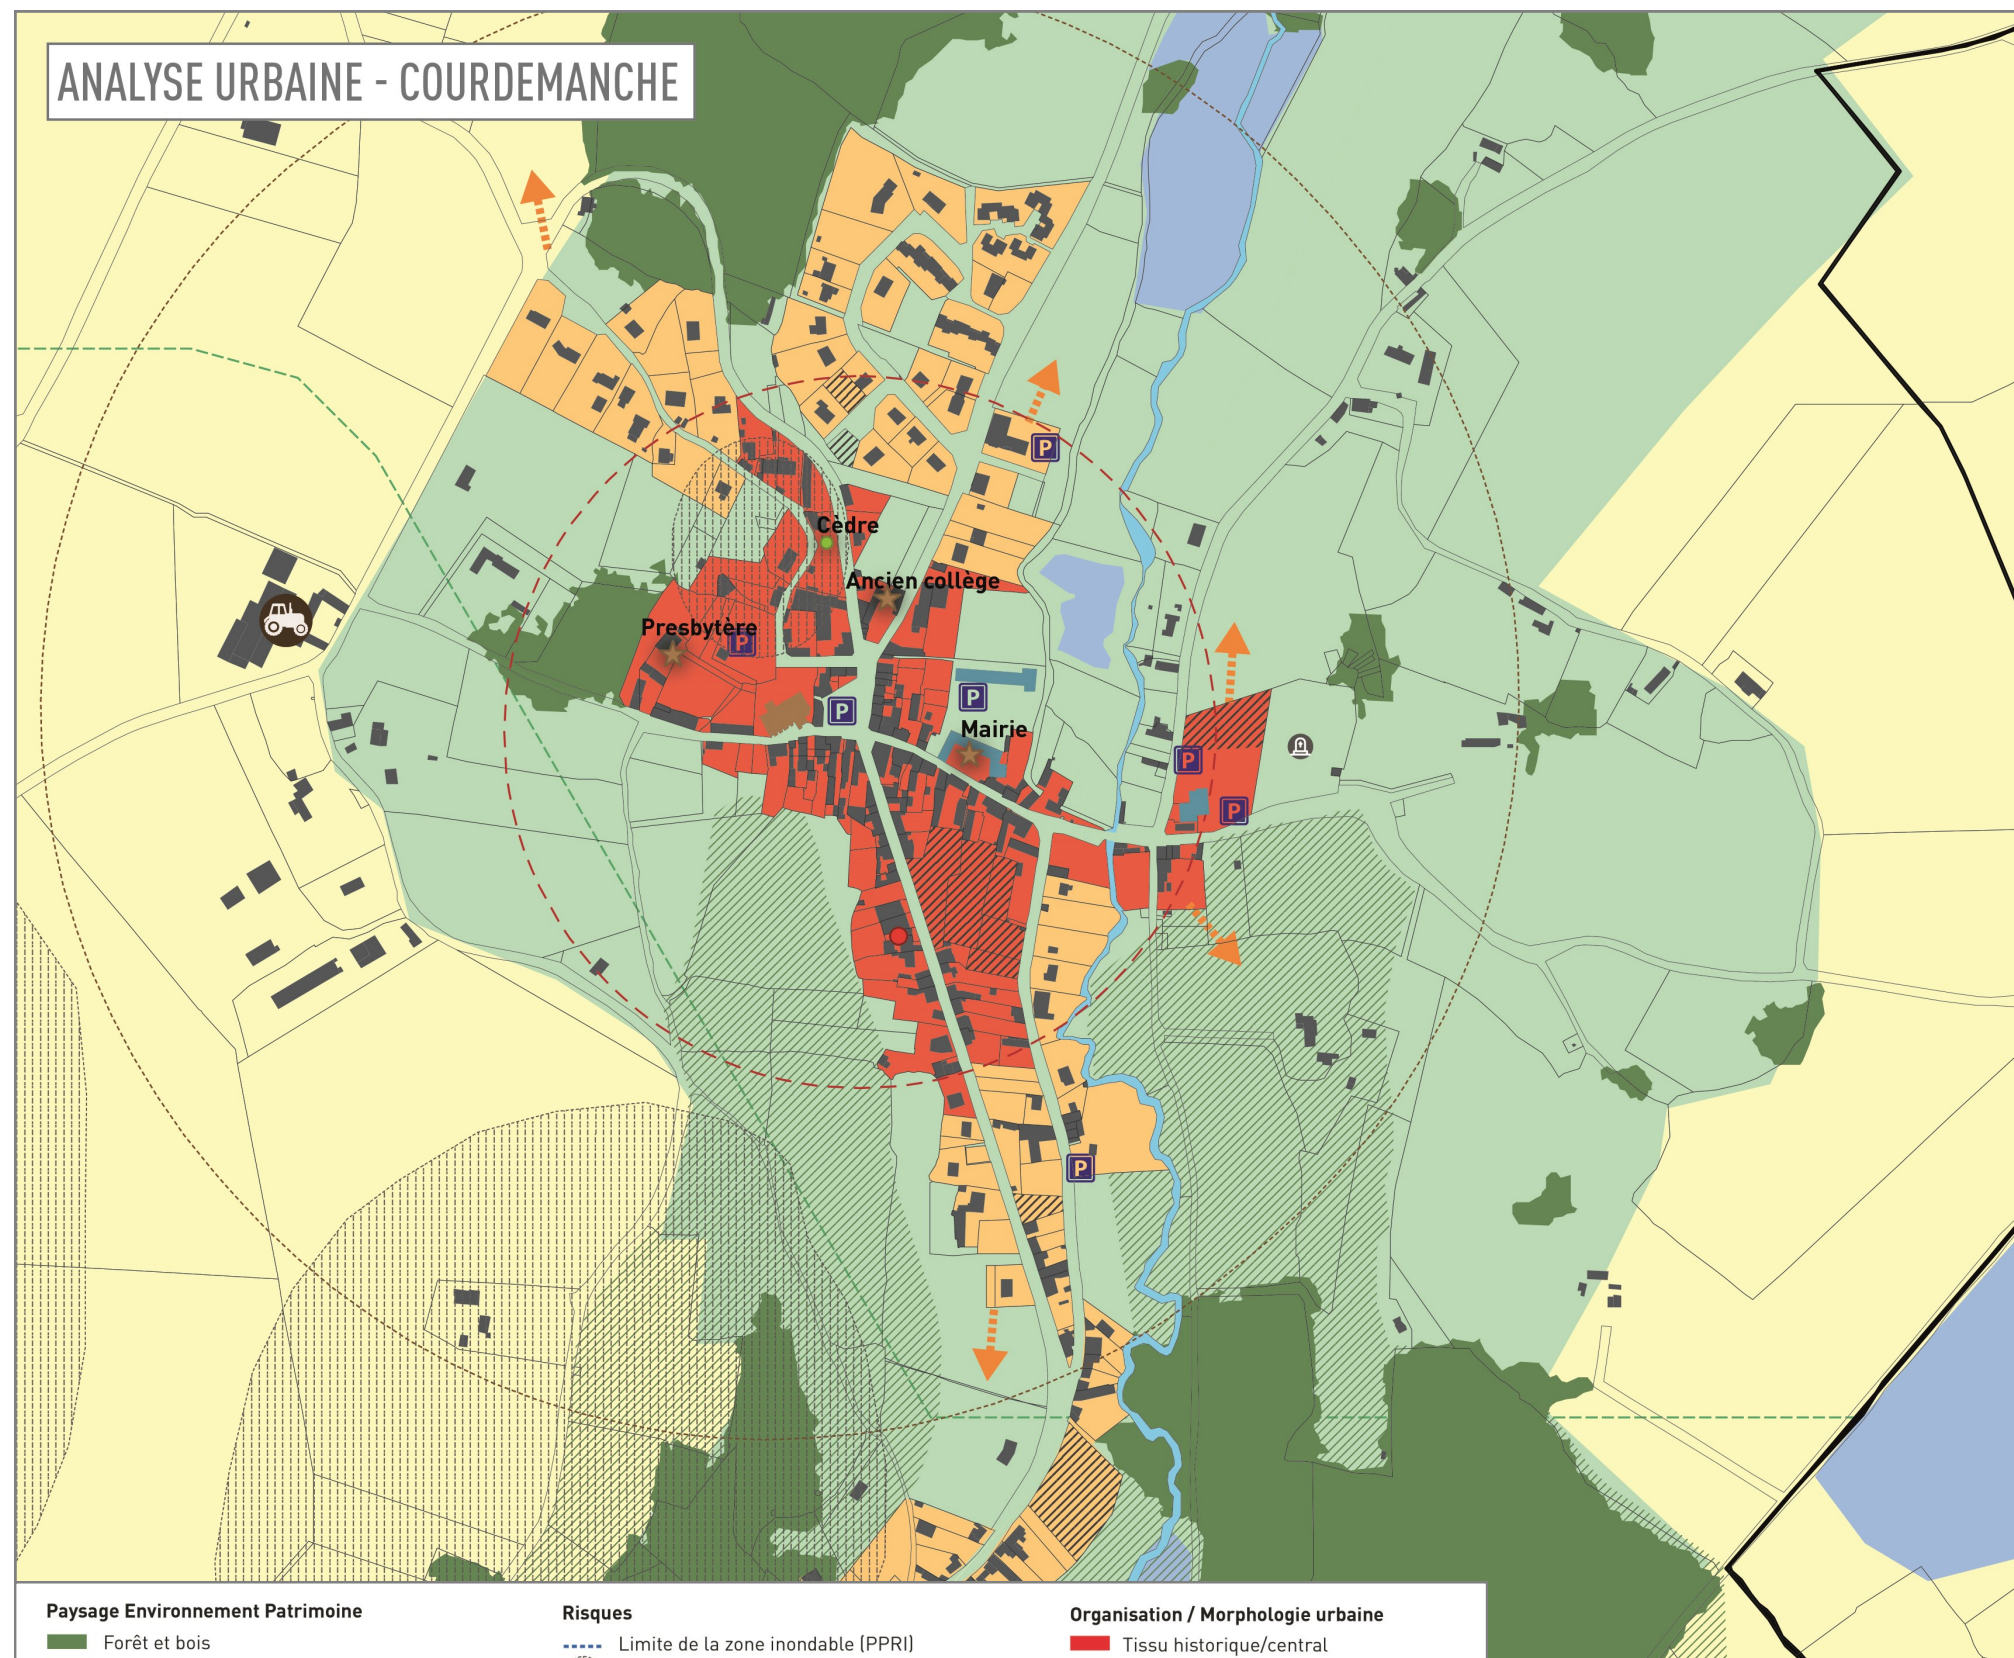 ANALYSE URBAINE - COURDEMANCHE
P
Cèdre
Ancien collège
Presbytère
P
P
P
Mairie
P
P
P
Paysage Environnement Patrimoine
Forêt et bois
Risques
Limite de la zone inondable (PPRI)
Organisation / Morphologie urbaine
Tissu historique/central